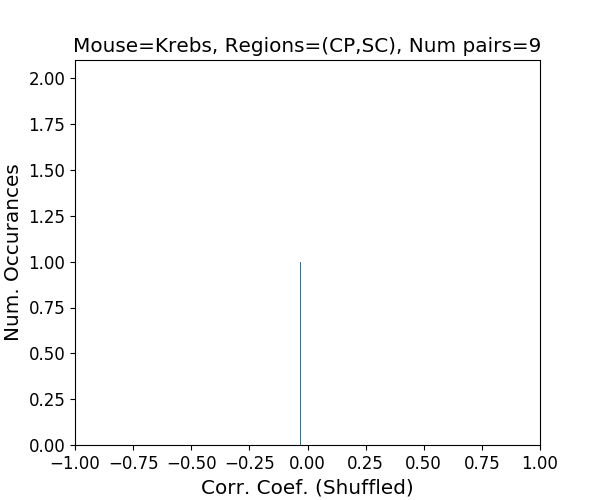 Mouse=Krebs, Regions=(CP,SC), Num pairs=9
2.00
1.75
1.50
1.25
1.00
0.75
0.50
0.25
0.00
Num. Occurances
−1.00 −0.75 −0.50 −0.25 0.00 0.25 0.50 0.75 1.00
Corr. Coef. (Shuffled)